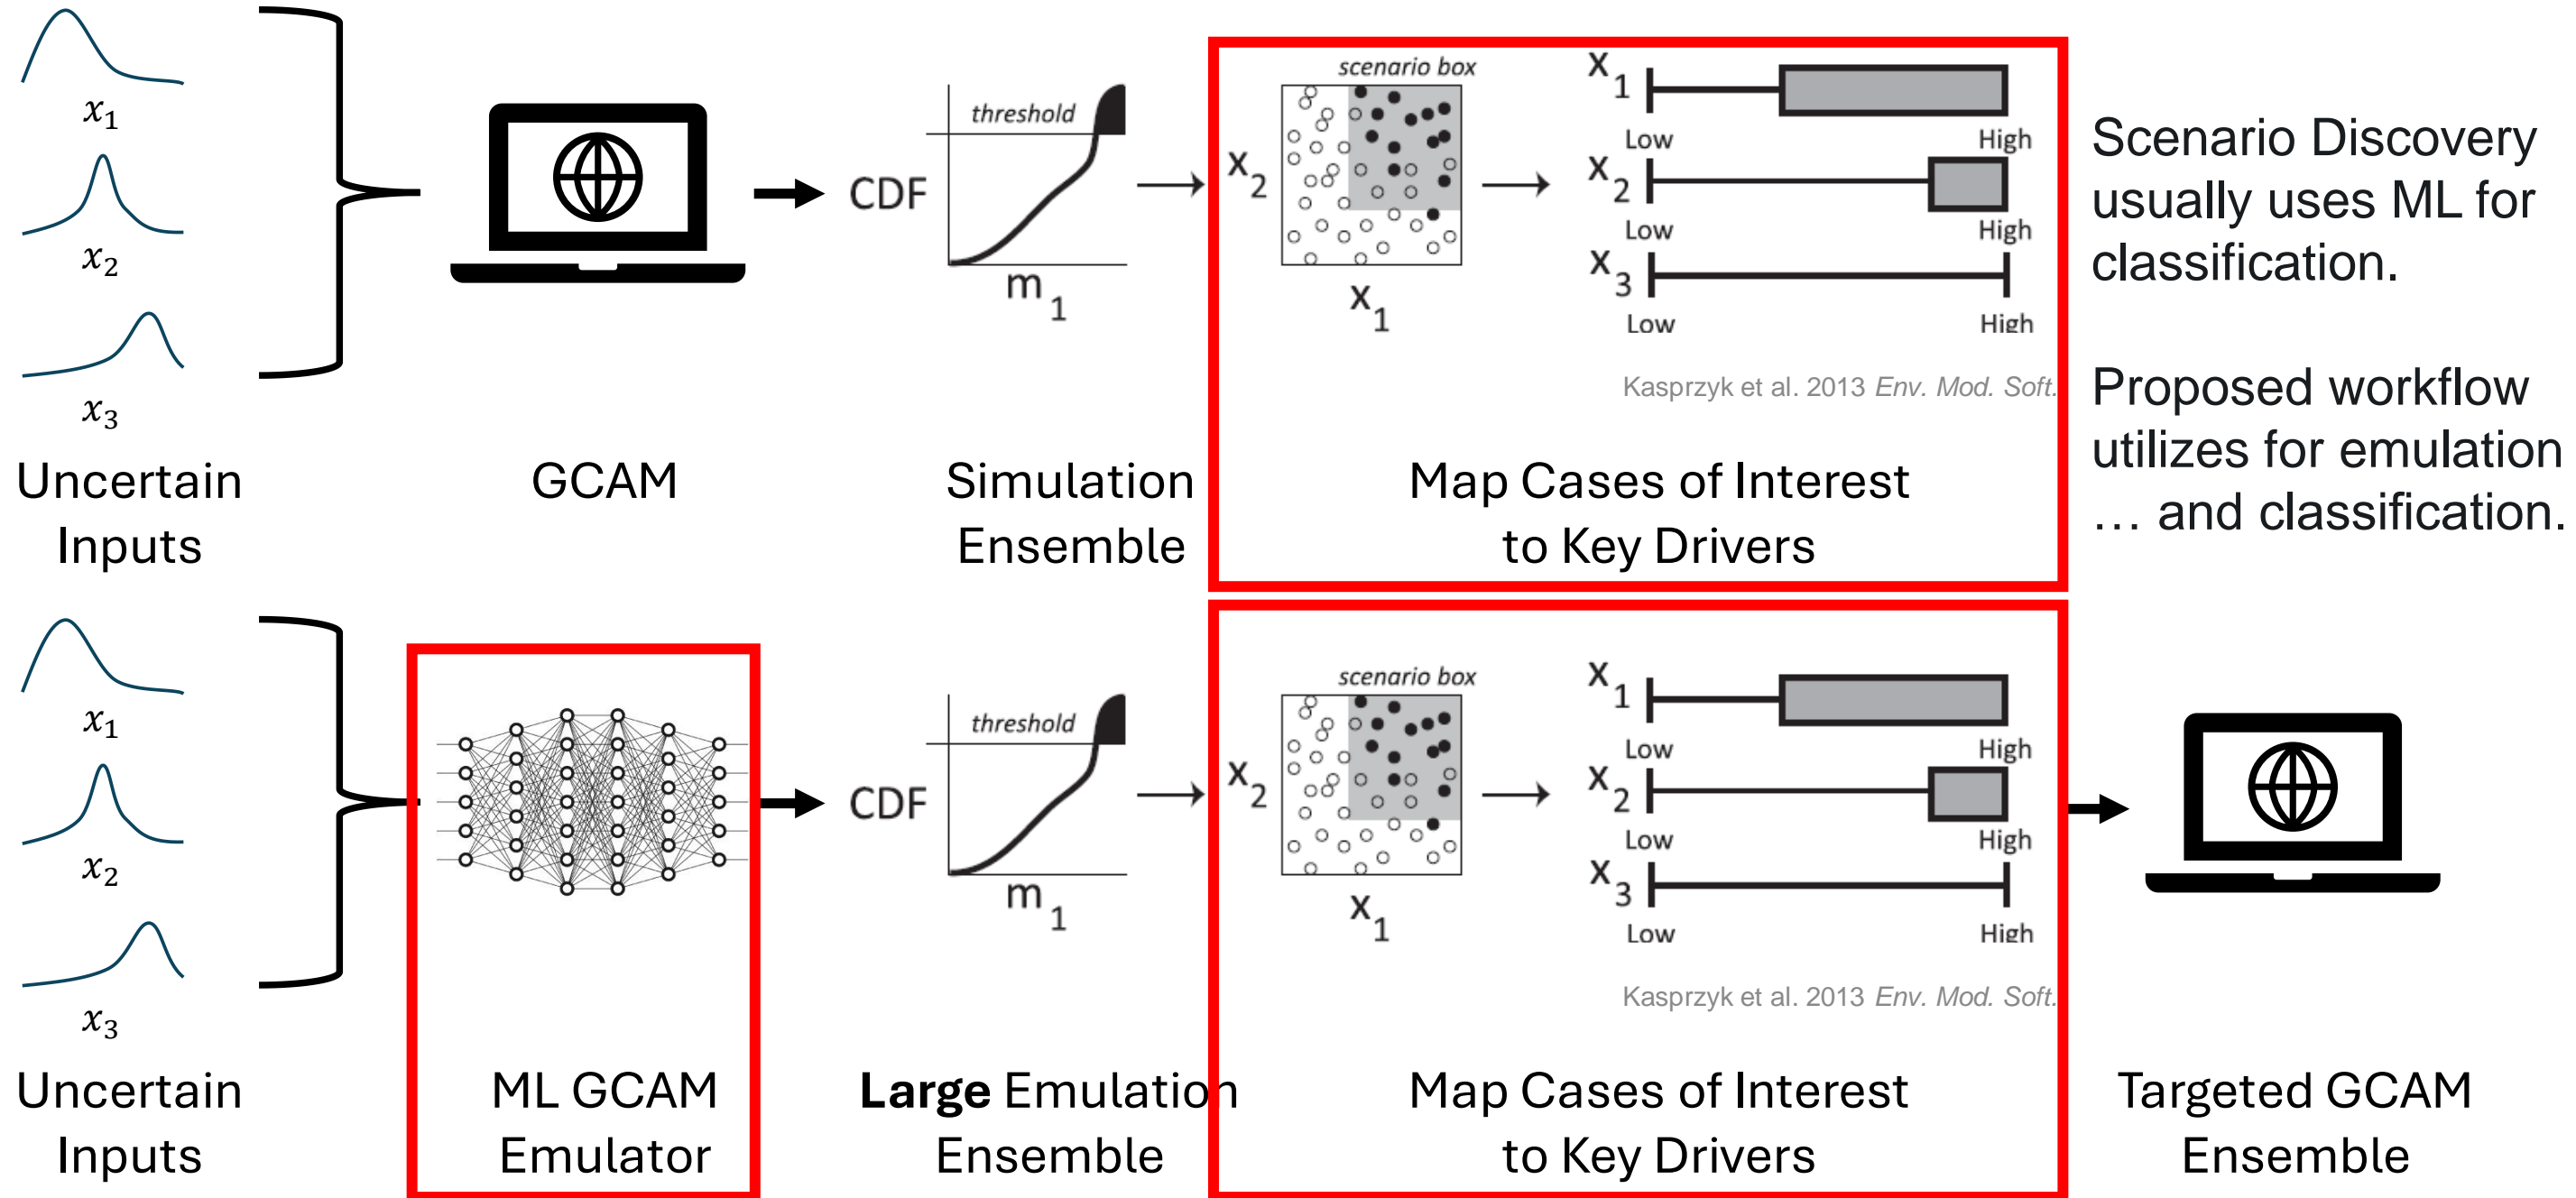 x₁
x₂
x₃
Uncertain
Inputs
GCAM
threshold
CDF
m₁
Simulation
Ensemble
scenario box
x₂
x₁
x₁
Low High
x₂
Low High
x₃
Low High
Kasprzyk et al. 2013 Env. Mod. Soft.
Map Cases of Interest
to Key Drivers
Scenario Discovery
usually uses ML for
classification.
Proposed workflow
utilizes for emulation
… and classification.
x₁
x₂
x₃
Uncertain
Inputs
ML GCAM
Emulator
threshold
CDF
m₁
Large Emulation
Ensemble
scenario box
x₂
x₁
x₁
Low High
x₂
Low High
x₃
Low High
Kasprzyk et al. 2013 Env. Mod. Soft.
Map Cases of Interest
to Key Drivers
Targeted GCAM
Ensemble